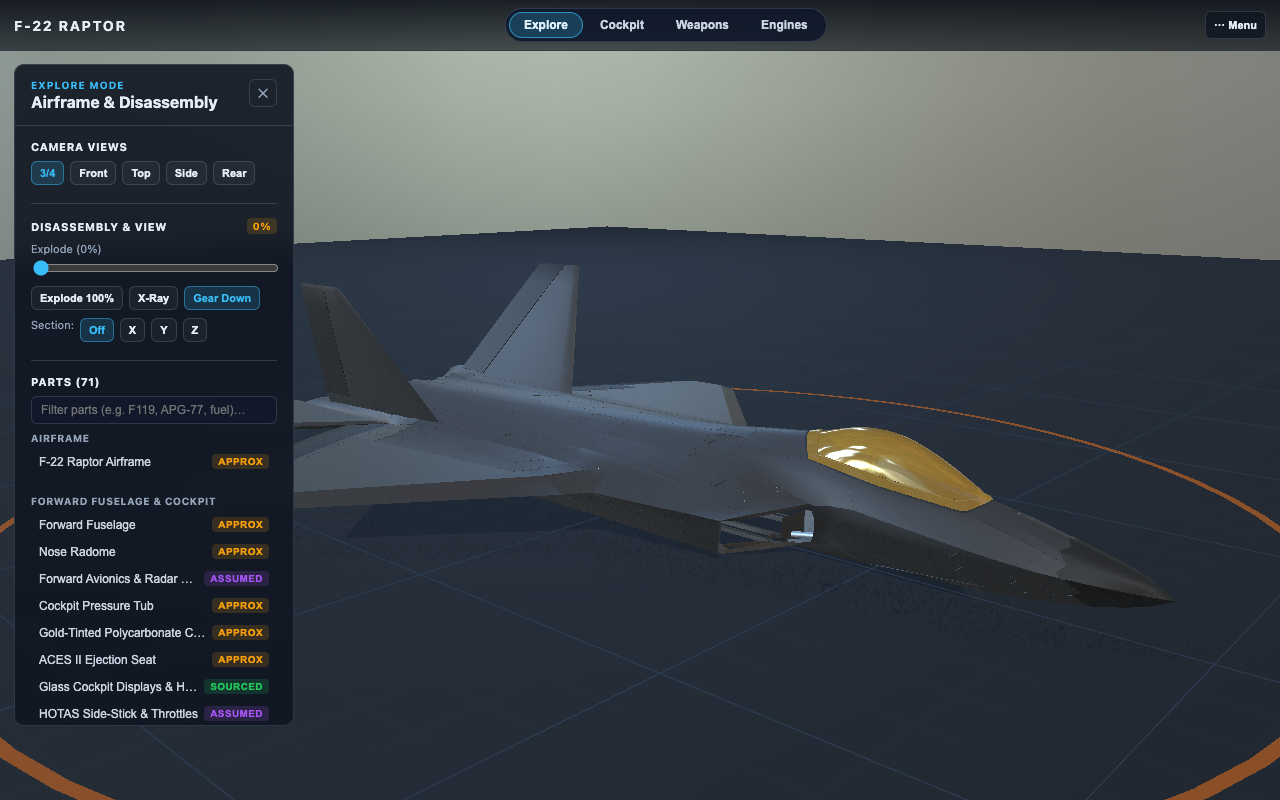 F-22 RAPTOR
Explore Cockpit Weapons Engines
··· Menu
EXPLORE MODE
Airframe & Disassembly
CAMERA VIEWS
3/4 Front Top Side Rear
DISASSEMBLY & VIEW 0%
Explode (0%)
Explode 100% X-Ray Gear Down
Section: Off X Y Z
PARTS (71)
Filter parts (e.g. F119, APG-77, fuel)...
AIRFRAME
F-22 Raptor Airframe APPROX
FORWARD FUSELAGE & COCKPIT
Forward Fuselage APPROX
Nose Radome APPROX
Forward Avionics & Radar ... ASSUMED
Cockpit Pressure Tub APPROX
Gold-Tinted Polycarbonate C... APPROX
ACES II Ejection Seat APPROX
Glass Cockpit Displays & H... SOURCED
HOTAS Side-Stick & Throttles ASSUMED